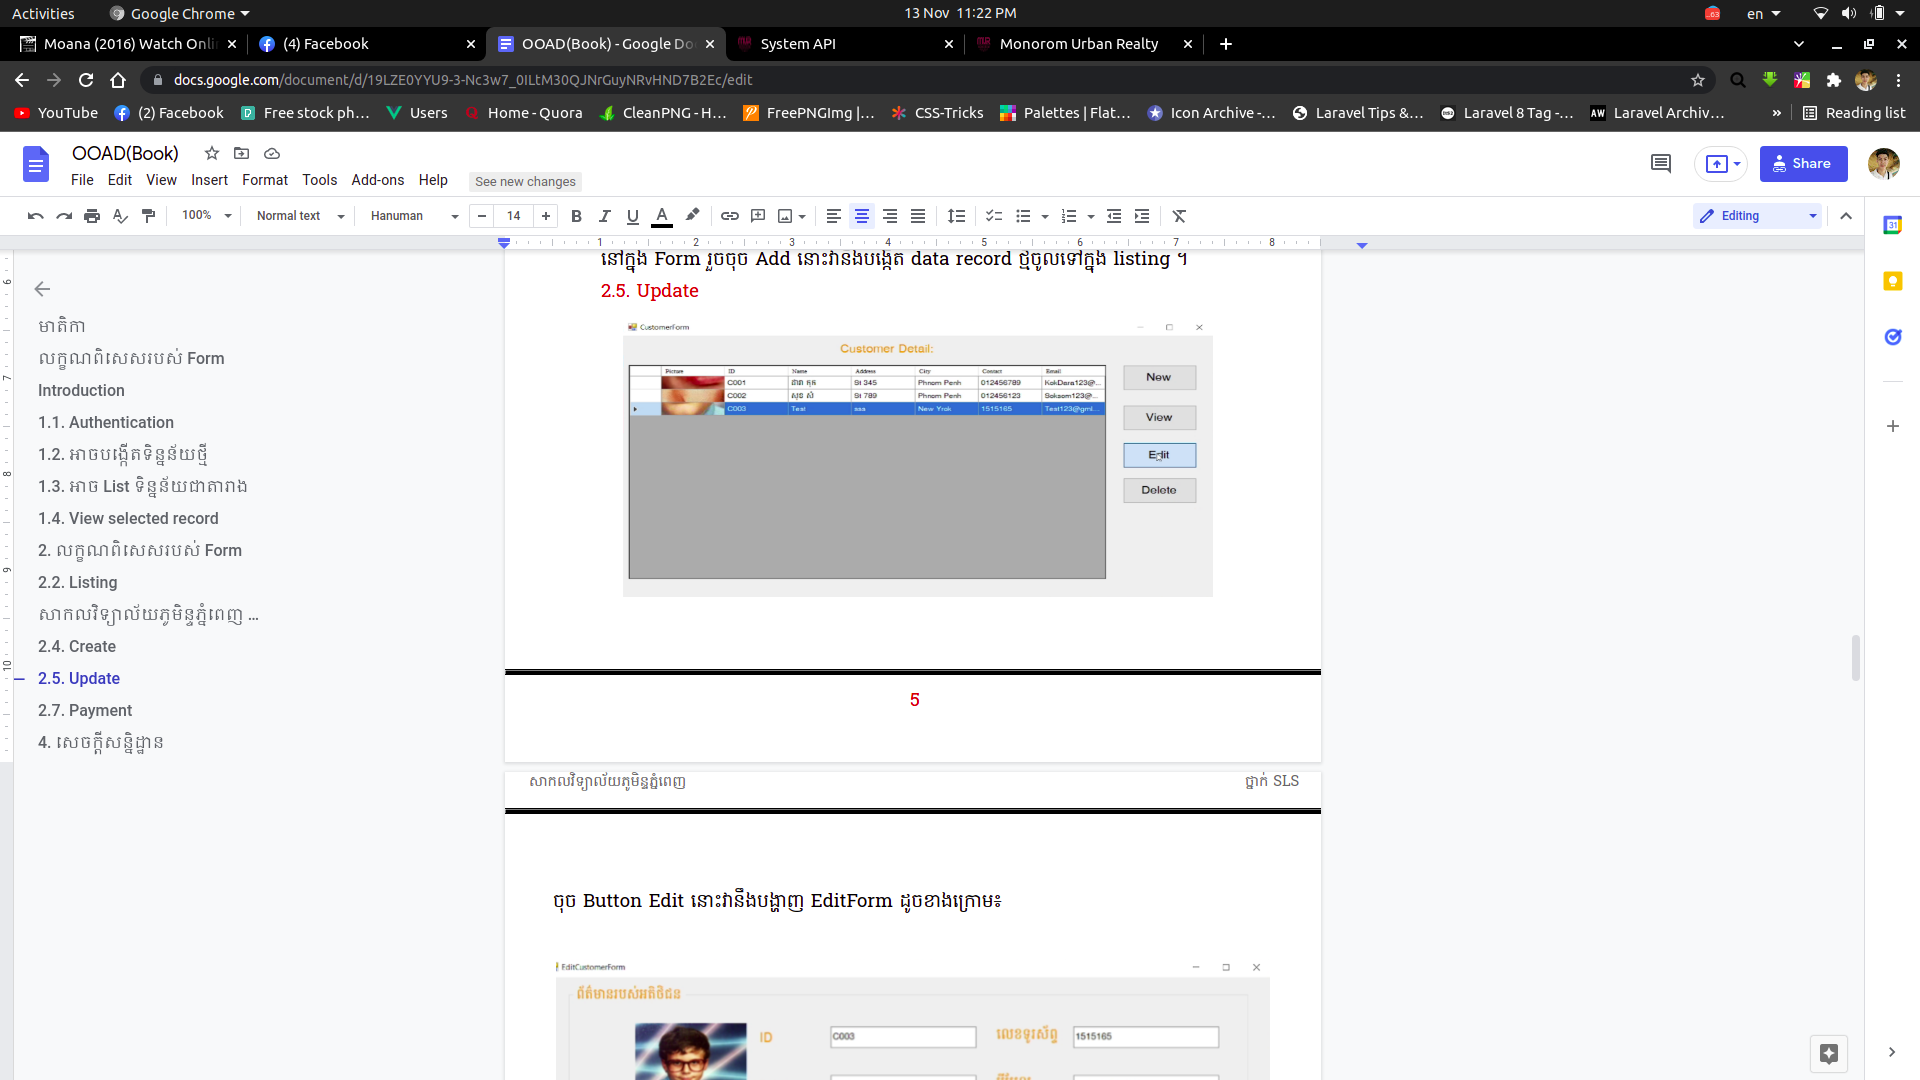 Activities
Google Chrome
13 Nov 11:22 PM
en
Moana (2016) Watch Onli
(4) Facebook
OOAD(Book) - Google Do
System API
Monorom Urban Realty
docs.google.com/document/d/19LZE0YYU9-3-Nc3w7_0ILtM30QJNrGuyNRvHND7B2Ec/edit
YouTube
(2) Facebook
Free stock ph...
Users
Home - Quora
CleanPNG - H...
FreePNGImg |...
CSS-Tricks
Palettes | Flat...
Icon Archive -...
Laravel Tips &...
Laravel 8 Tag -...
Laravel Archiv...
Reading list
OOAD(Book)
File Edit View Insert Format Tools Add-ons Help
See new changes
Share
100%
Normal text
Hanuman
14
Editing
1 2 3 4 5 6 7 8
មាតិកា
លក្ខណពិសេសរបស់ Form
Introduction
1.1. Authentication
1.2. អាចបង្កើតទិន្នន័យថ្មី
1.3. អាច List ទិន្នន័យជាតារាង
1.4. View selected record
2. លក្ខណពិសេសរបស់ Form
2.2. Listing
សាកលវិទ្យាល័យភូមិន្ទភ្នំពេញ ...
2.4. Create
2.5. Update
2.7. Payment
4. សេចក្តីសន្និដ្ឋាន
នៅក្នុង Form រួចចុច Add នោះវានឹងបង្កើត data record ថ្មីចូលទៅក្នុង listing ។
2.5. Update
CustomerForm
Customer Detail:
Picture ID Name Address City Contact Email
C001 St 345 Phnom Penh 012456789 KokDara123@...
C002 សុខ សំ St 789 Phnom Penh 012456123 Soksom123@...
C003 Test aaa New Yrok 1515165 Test123@gml...
New
View
Edit
Delete
5
សាកលវិទ្យាល័យភូមិន្ទភ្នំពេញ
ថ្នាក់ SLS
ចុច Button Edit នោះវានឹងបង្ហាញ EditForm ដូចខាងក្រោម៖
EditCustomerForm
ព័ត៌មានរបស់អតិថិជន
ID
C003
លេខទូរស័ព្ទ
1515165